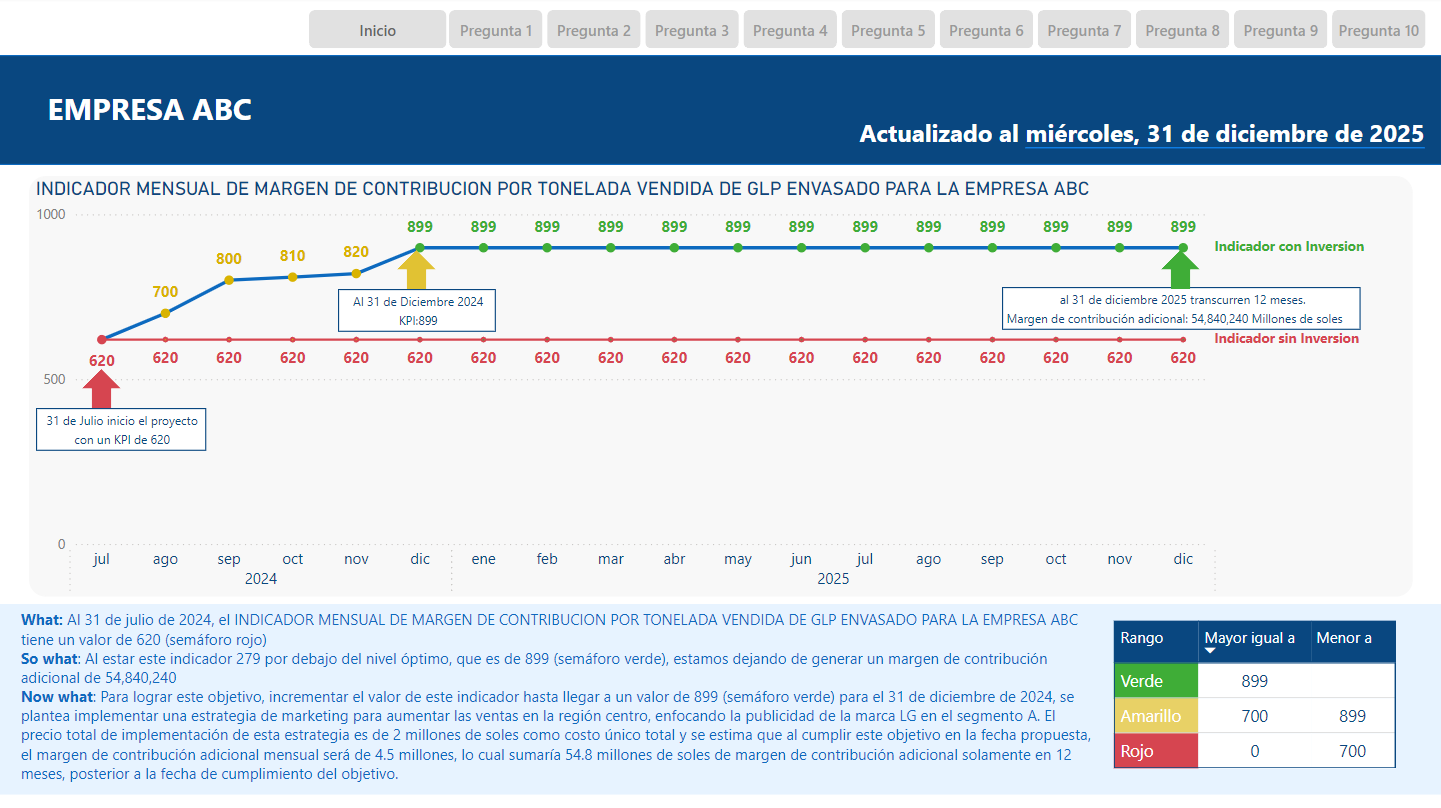 Inicio
Pregunta 1
Pregunta 2
Pregunta 3
Pregunta 4
Pregunta 5
Pregunta 6
Pregunta 7
Pregunta 8
Pregunta 9
Pregunta 10
EMPRESA ABC
Actualizado al miércoles, 31 de diciembre de 2025
INDICADOR MENSUAL DE MARGEN DE CONTRIBUCION POR TONELADA VENDIDA DE GLP ENVASADO PARA LA EMPRESA ABC
1000
700 800 810 820 899 899 899 899 899 899 899 899 899 899 899 899 899
Indicador con Inversion
Al 31 de Diciembre 2024
KPI:899
al 31 de diciembre 2025 transcurren 12 meses.
Margen de contribución adicional: 54,840,240 Millones de soles
Indicador sin Inversion
620 620 620 620 620 620 620 620 620 620 620 620 620 620 620 620 620 620
500
31 de Julio inicio el proyecto
con un KPI de 620
0
jul ago sep oct nov dic ene feb mar abr may jun jul ago sep oct nov dic
2024 2025
What: Al 31 de julio de 2024, el INDICADOR MENSUAL DE MARGEN DE CONTRIBUCION POR TONELADA VENDIDA DE GLP ENVASADO PARA LA EMPRESA ABC
tiene un valor de 620 (semáforo rojo)
So what: Al estar este indicador 279 por debajo del nivel óptimo, que es de 899 (semáforo verde), estamos dejando de generar un margen de contribución
adicional de 54,840,240
Now what: Para lograr este objetivo, incrementar el valor de este indicador hasta llegar a un valor de 899 (semáforo verde) para el 31 de diciembre de 2024, se
plantea implementar una estrategia de marketing para aumentar las ventas en la región centro, enfocando la publicidad de la marca LG en el segmento A. El
precio total de implementación de esta estrategia es de 2 millones de soles como costo único total y se estima que al cumplir este objetivo en la fecha propuesta,
el margen de contribución adicional mensual será de 4.5 millones, lo cual sumaría 54.8 millones de soles de margen de contribución adicional solamente en 12
meses, posterior a la fecha de cumplimiento del objetivo.
Rango Mayor igual a Menor a
Verde 899
Amarillo 700 899
Rojo 0 700